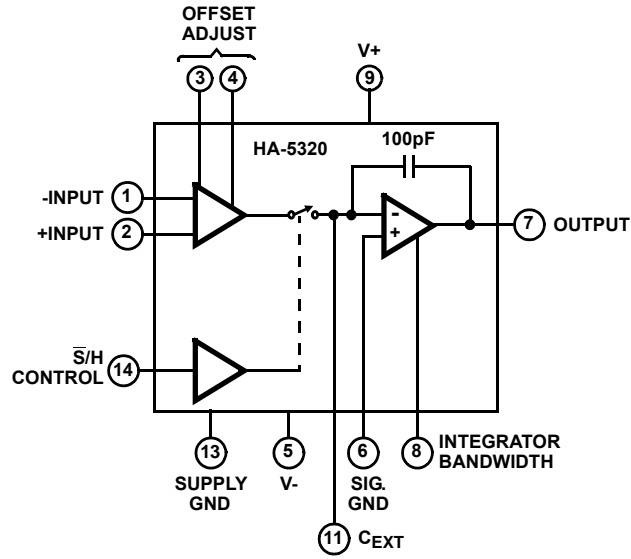 OFFSET
ADJUST
3
4
V+
9
HA-5320
100pF
-INPUT
1
+INPUT
2
-
+
7
OUTPUT
S̅/H
CONTROL
14
13
SUPPLY
GND
5
V-
6
SIG.
GND
8
INTEGRATOR
BANDWIDTH
11
CEXT